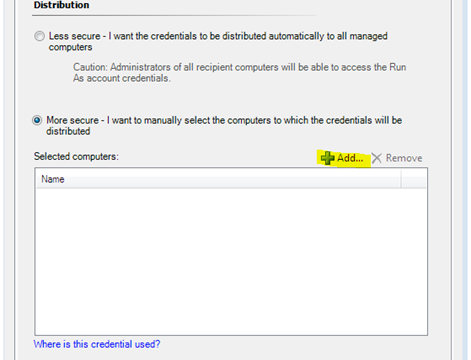 Distribution
Less secure - I want the credentials to be distributed automatically to all managed
computers
Caution: Administrators of all recipient computers will be able to access the Run
As account credentials.
More secure - I want to manually select the computers to which the credentials will be
distributed
Selected computers: Add... Remove
Name
Where is this credential used?